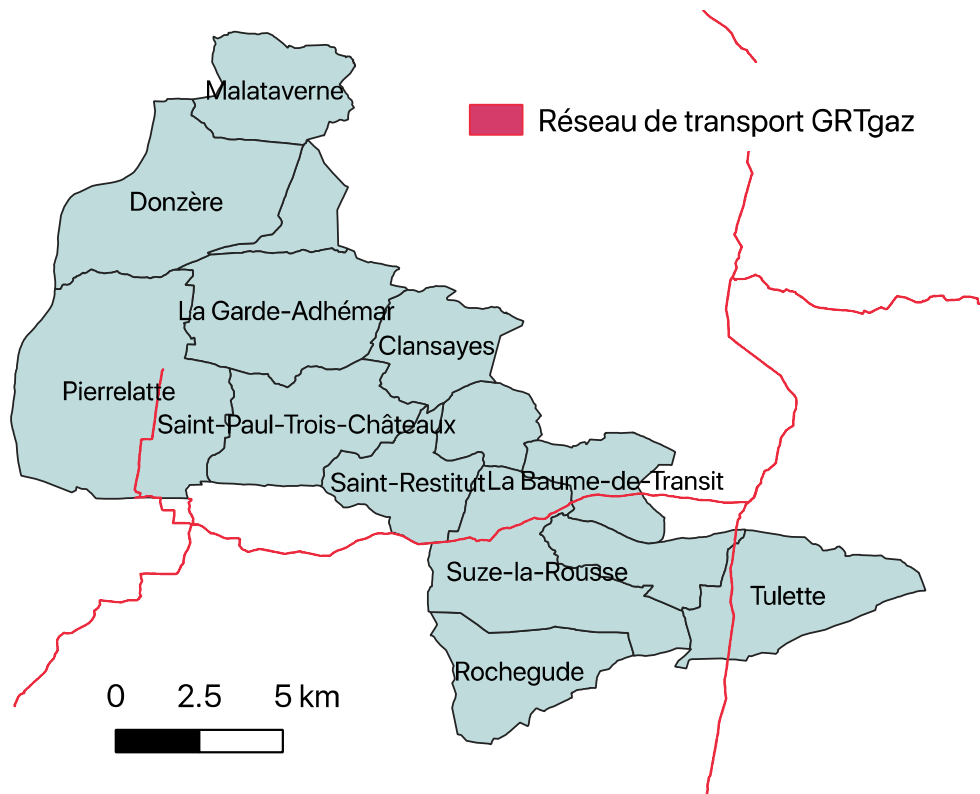 Malataverne
Réseau de transport GRTgaz
Donzère
La Garde-Adhémar
Clansayes
Pierrelatte
Saint-Paul-Trois-Châteaux
Saint-Restitut
La Baume-de-Transit
Suze-la-Rousse
Tulette
Rochegude
0 2.5 5 km